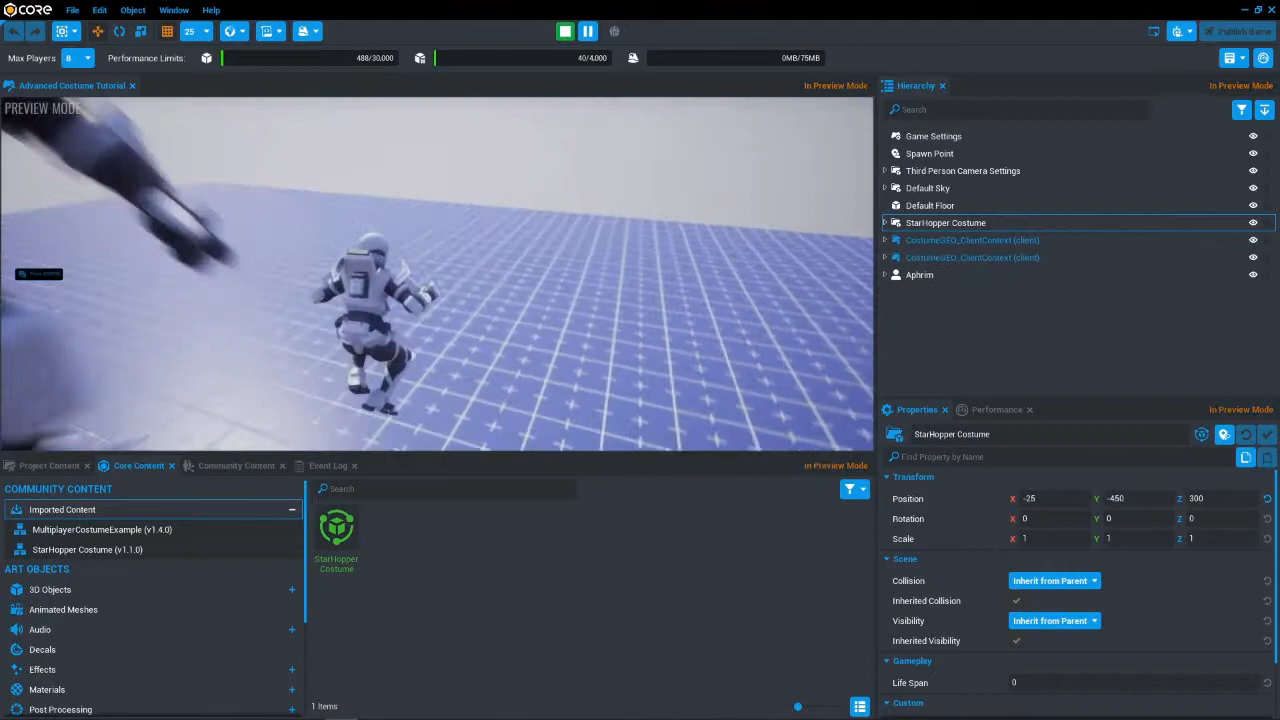 CORE File Edit Object Window Help
25
Publish Game
Max Players 8 Performance Limits: 488/30,000 40/4,000 0MB/75MB
Advanced Costume Tutorial In Preview Mode
PREVIEW MODE
Hierarchy In Preview Mode
Search
Game Settings
Spawn Point
Third Person Camera Settings
Default Sky
Default Floor
StarHopper Costume
CostumeGEO_ClientContext (client)
CostumeGEO_ClientContext (client)
Aphrim
Properties Performance In Preview Mode
StarHopper Costume
Find Property by Name
Transform
Position X -25 Y -450 Z 300
Rotation X 0 Y 0 Z 0
Scale X 1 Y 1 Z 1
Scene
Collision Inherit from Parent
Inherited Collision
Visibility Inherit from Parent
Inherited Visibility
Gameplay
Life Span 0
Custom
Project Content Core Content Community Content Event Log In Preview Mode
COMMUNITY CONTENT
Imported Content
MultiplayerCostumeExample (v1.4.0)
StarHopper Costume (v1.1.0)
ART OBJECTS
3D Objects
Animated Meshes
Audio
Decals
Effects
Materials
Post Processing
Search
StarHopper
Costume
1 Items